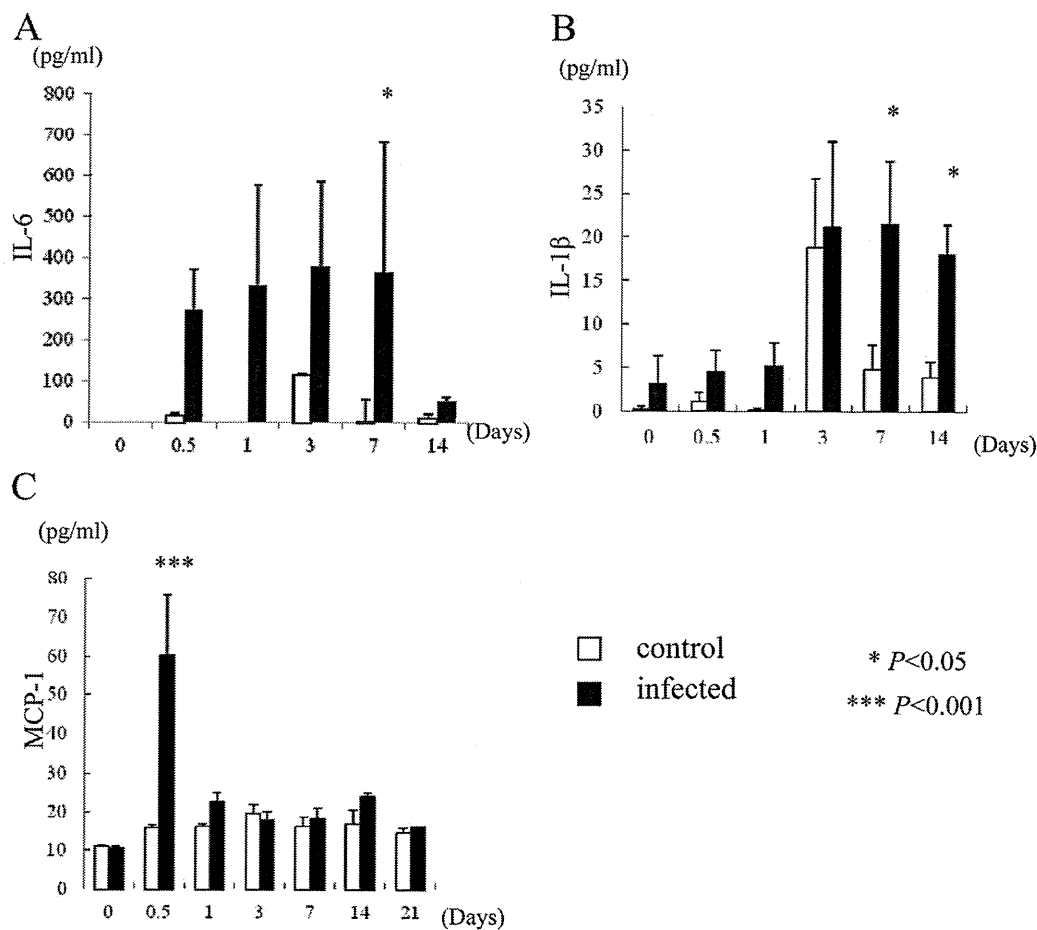 A
(pg/ml)
IL-6
800
700
600
500
400
300
200
100
0
*
0 0.5 1 3 7 14 (Days)
B
(pg/ml)
IL-1β
35
30
25
20
15
10
5
0
*
*
0 0.5 1 3 7 14 (Days)
C
(pg/ml)
MCP-1
80
70
60
50
40
30
20
10
0
***
0 0.5 1 3 7 14 21 (Days)
control
infected
* P<0.05
*** P<0.001